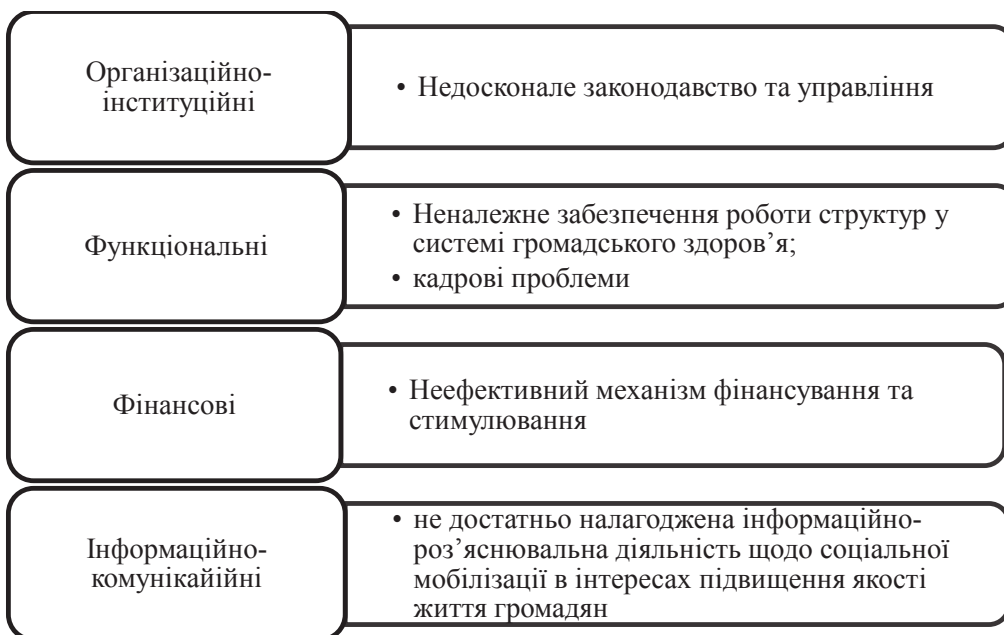 Організаційно-
інституційні
• Недосконале законодавство та управління
Функціональні
• Неналежне забезпечення роботи структур у
системі громадського здоров’я;
• кадрові проблеми
Фінансові
• Неефективний механізм фінансування та
стимулювання
Інформаційно-
комунікайійні
• не достатньо налагоджена інформаційно-
роз’яснювальна діяльність щодо соціальної
мобілізації в інтересах підвищення якості
життя громадян